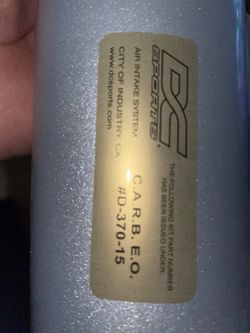 DC
SPORTS®
AIR INTAKE SYSTEM
CITY OF INDUSTRY, CA
www.dcsports.com
THE FOLLOWING KIT PART NUMBER
HAS BEEN ISSUED UNDER:
C.A.R.B. E.O.
#D-370-15